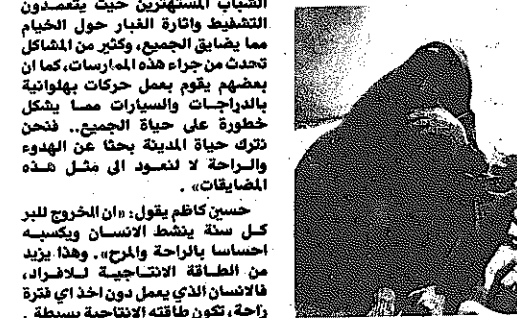 الشباب المستهترين حيث يتعمدون
التشفيط واثارة الغبار حول الخيام
مما يضايق الجميع، وكثير من المشاكل
تحدث من جراء هذه الممارسات، كما ان
بعضهم يقوم بعمل حركات بهلوانية
بالدراجات والسيارات مما يشكل
خطورة على حياة الجميع.. فنحن
نترك حياة المدينة بحثا عن الهدوء
والراحة لا لنعود الى مثل هذه
المضايقات» .
حسين كاظم يقول: «ان الخروج للبر
كل سنة ينشط الانسان ويكسبه
احساسا بالراحة والمرح». وهذا يزيد
من الطاقة الانتاجية للافراد،
فالانسان الذي يعمل دون اخذ اي فترة
راحة، تكون طاقته الانتاجية بسيطة .